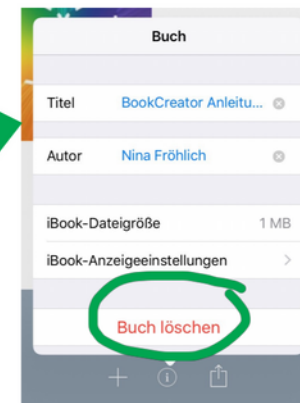 Buch
Titel BookCreator Anleitu...
Autor Nina Fröhlich
iBook-Dateigröße 1 MB
iBook-Anzeigeeinstellungen
Buch löschen